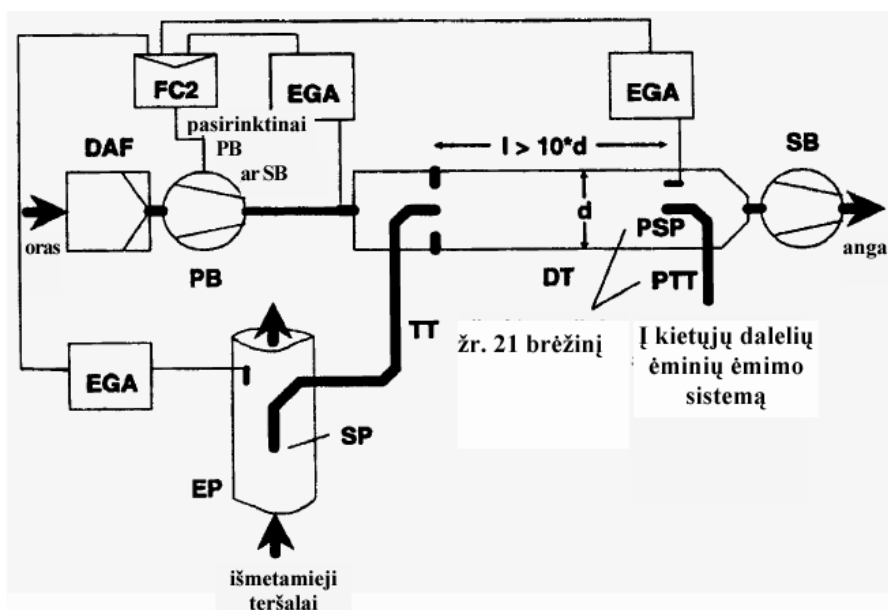 FC2
EGA
EGA
pasirinktinai
PB
ar SB
DAF
l > 10*d
SB
d
oras
PB
PSP
DT
PTT
anga
TT
žr. 21 brėžinį
Į kietųjų dalelių
ėminių ėmimo
sistemą
EGA
SP
EP
išmetamieji
teršalai